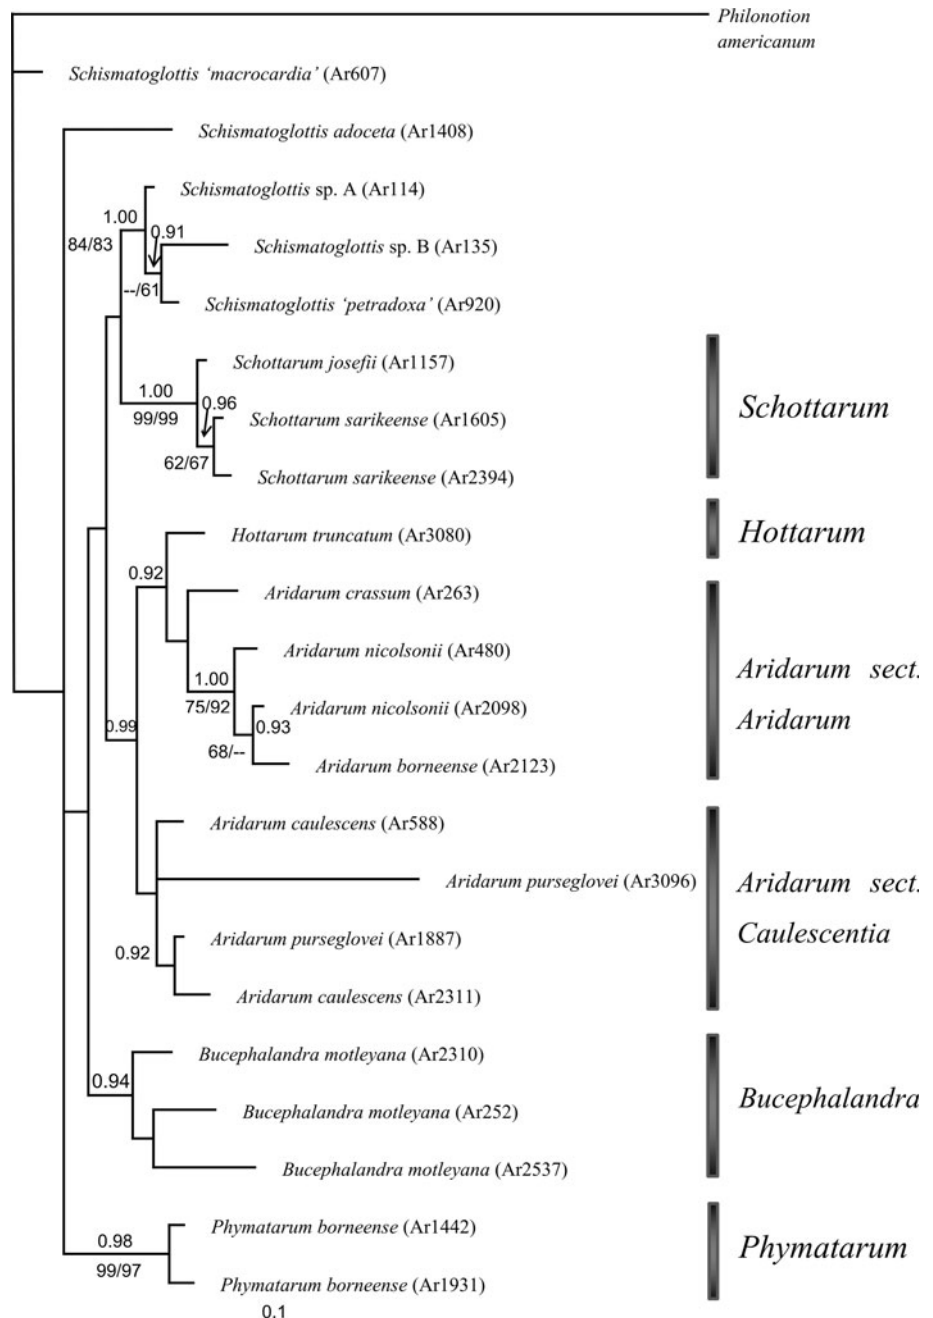 Philonotion
americanum
Schismatoglottis ‘macrocardia’ (Ar607)
Schismatoglottis adoceta (Ar1408)
Schismatoglottis sp. A (Ar114)
1.00
0.91
84/83
Schismatoglottis sp. B (Ar135)
--/61
Schismatoglottis ‘petradoxa’ (Ar920)
Schottarum josefii (Ar1157)
1.00
0.96
Schottarum
99/99
Schottarum sarikeense (Ar1605)
62/67
Schottarum sarikeense (Ar2394)
Hottarum truncatum (Ar3080)
Hottarum
0.92
Aridarum crassum (Ar263)
Aridarum nicolsonii (Ar480)
Aridarum sect.
1.00
75/92
Aridarum nicolsonii (Ar2098)
Aridarum
0.99
0.93
68/--
Aridarum borneense (Ar2123)
Aridarum caulescens (Ar588)
Aridarum purseglovei (Ar3096)
Aridarum sect.
Aridarum purseglovei (Ar1887)
Caulescentia
0.92
Aridarum caulescens (Ar2311)
Bucephalandra motleyana (Ar2310)
0.94
Bucephalandra
Bucephalandra motleyana (Ar252)
Bucephalandra motleyana (Ar2537)
Phymatarum borneense (Ar1442)
0.98
Phymatarum
99/97
Phymatarum borneense (Ar1931)
0.1